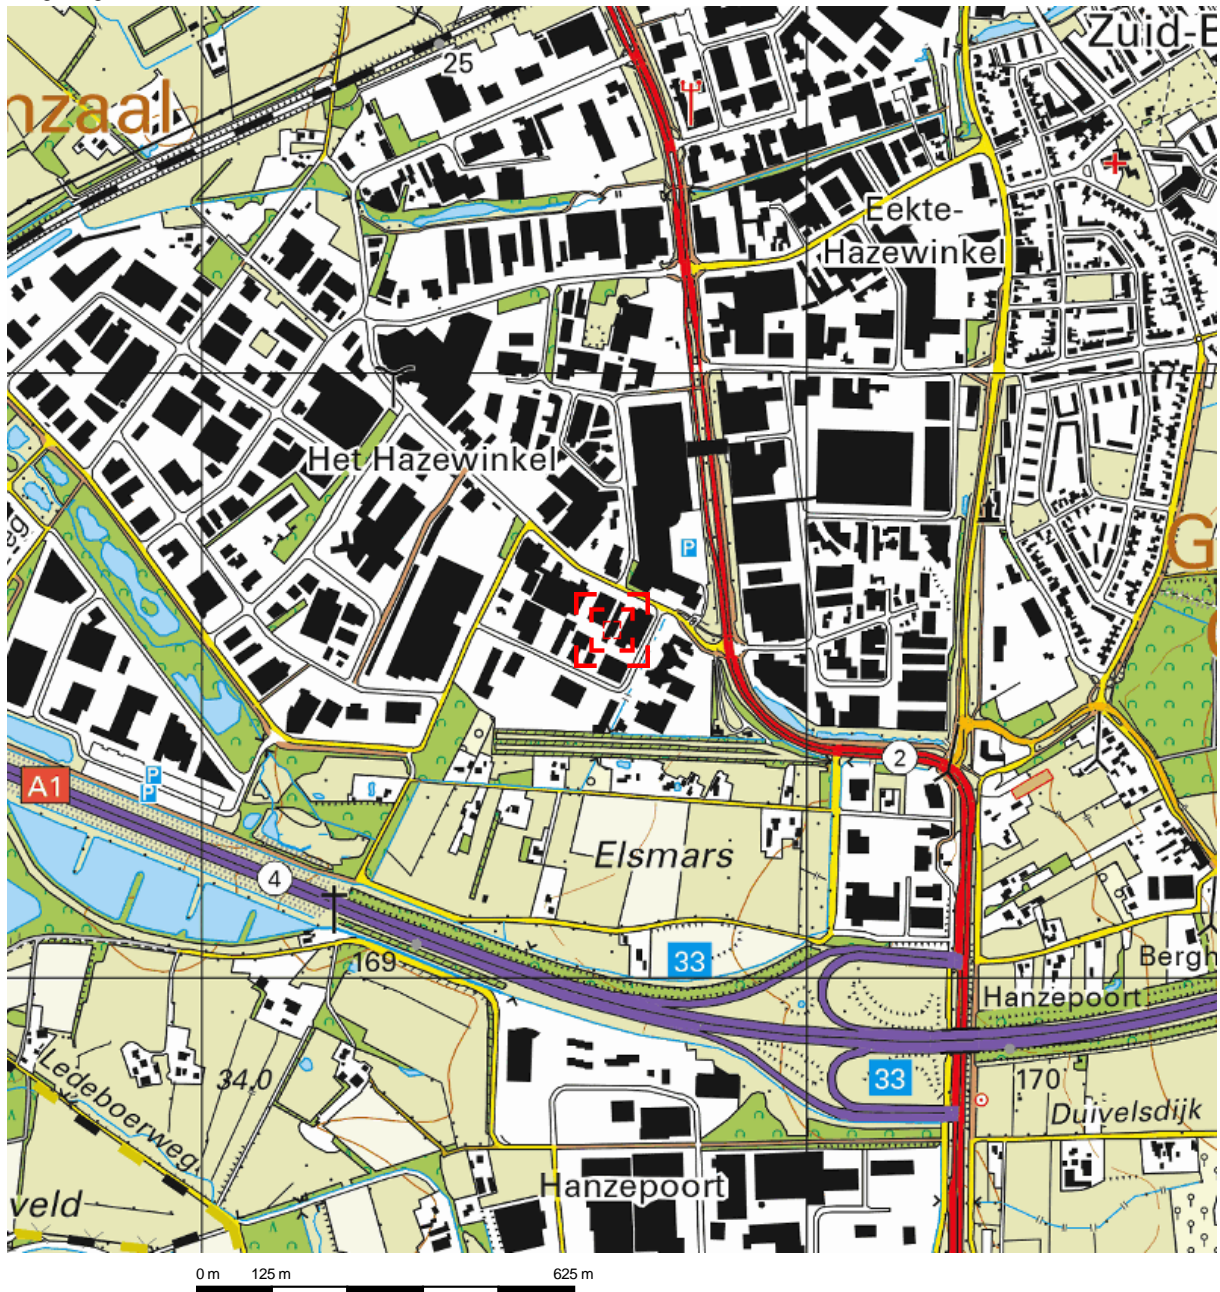 Zuid-E
25
nzaal
Eekte-
Hazewinkel
Het Hazewinkel
P
G
eg.
2
A1
P
P
Elsmars
4
33
169
Bergh
Hanzepoort
33
34,0
170
Ledeboerweg
Duivelsdijk
Hanzepoort
veld
0 m 125 m 625 m